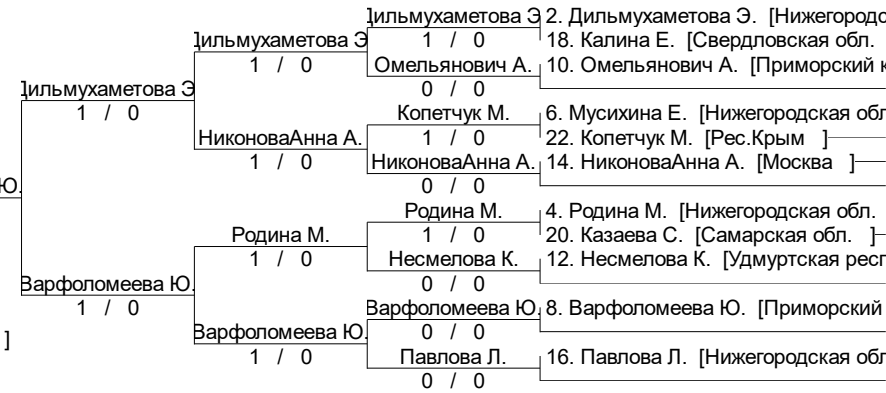 Дильмухаметова Э 2. Дильмухаметова Э. [Нижегородс
Дильмухаметова Э 1 / 0 18. Калина Е. [Свердловская обл.
1 / 0 Омельянович А. 10. Омельянович А. [Приморский к
Дильмухаметова Э 0 / 0
1 / 0 Копетчук М. 6. Мусихина Е. [Нижегородская обл
НиконоваАнна А. 1 / 0 22. Копетчук М. [Рес.Крым ]
1 / 0 НиконоваАнна А. 14. НиконоваАнна А. [Москва ]
Ю. 0 / 0
Родина М. 4. Родина М. [Нижегородская обл.
Родина М. 1 / 0 20. Казаева С. [Самарская обл. ]
1 / 0 Несмелова К. 12. Несмелова К. [Удмуртская респ
Варфоломеева Ю. 0 / 0
1 / 0 Варфоломеева Ю. 8. Варфоломеева Ю. [Приморский
] Варфоломеева Ю. 0 / 0
1 / 0 Павлова Л. 16. Павлова Л. [Нижегородская обл
0 / 0